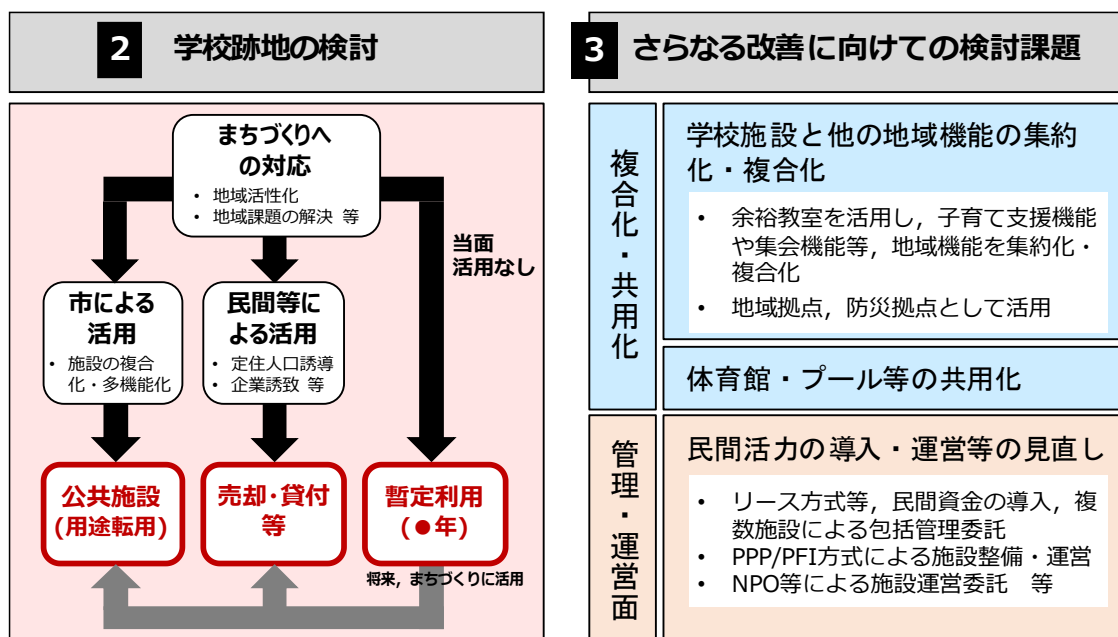 2 学校跡地の検討
まちづくりへ
の対応
• 地域活性化
• 地域課題の解決 等
当面
活用なし
市による
活用
• 施設の複合
化・多機能化
民間等に
よる活用
• 定住人口誘導
• 企業誘致 等
公共施設
(用途転用)
売却・貸付
等
暫定利用
(●年)
将来，まちづくりに活用
3 さらなる改善に向けての検討課題
複合化・共用化
学校施設と他の地域機能の集約
化・複合化
• 余裕教室を活用し，子育て支援機能
や集会機能等，地域機能を集約化・
複合化
• 地域拠点，防災拠点として活用
体育館・プール等の共用化
管理・運営面
民間活力の導入・運営等の見直し
• リース方式等，民間資金の導入，複
数施設による包括管理委託
• PPP/PFI方式による施設整備・運営
• NPO等による施設運営委託　等